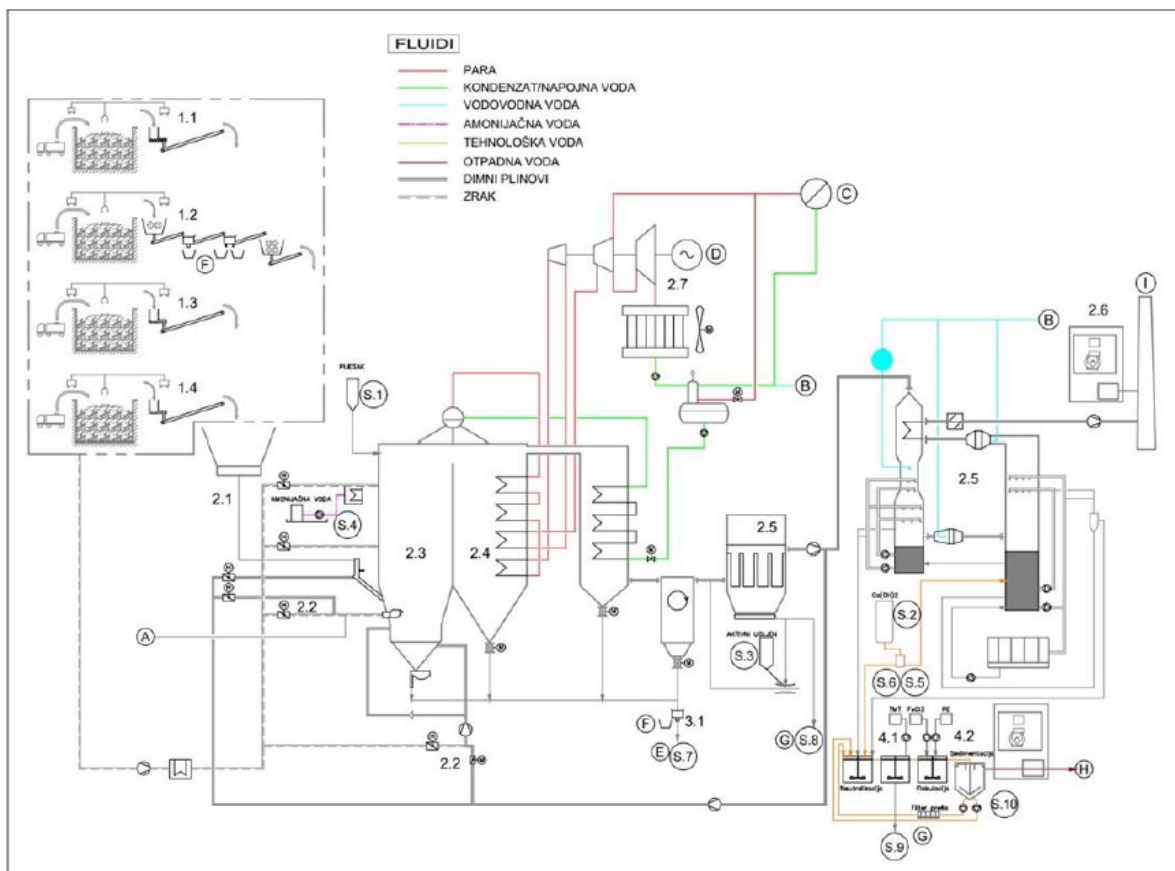 FLUIDI
PARA
KONDENZAT/NAPOJNA VODA
VODOVODNA VODA
AMONIJAČNA VODA
TEHNOLOŠKA VODA
OTPADNA VODA
DIMNI PLINOVI
ZRAK
1.1
1.2
F
1.3
1.4
2.1
C
D
2.7
B
PIJESAK
S.1
AMONIJAČNA VODA
S.4
2.3
2.4
2.2
A
2.5
AKTIVNI UGLJEN
S.3
F
3.1
E
S.7
G
S.8
2.2
B
2.6
I
2.5
Ca(OH)2
S.2
S.6
S.5
TMT
FeCl3
PE
4.1
4.2
Sedimentacija
Neutralizacija
Flokulacija
Filter preša
H
S.10
G
S.9